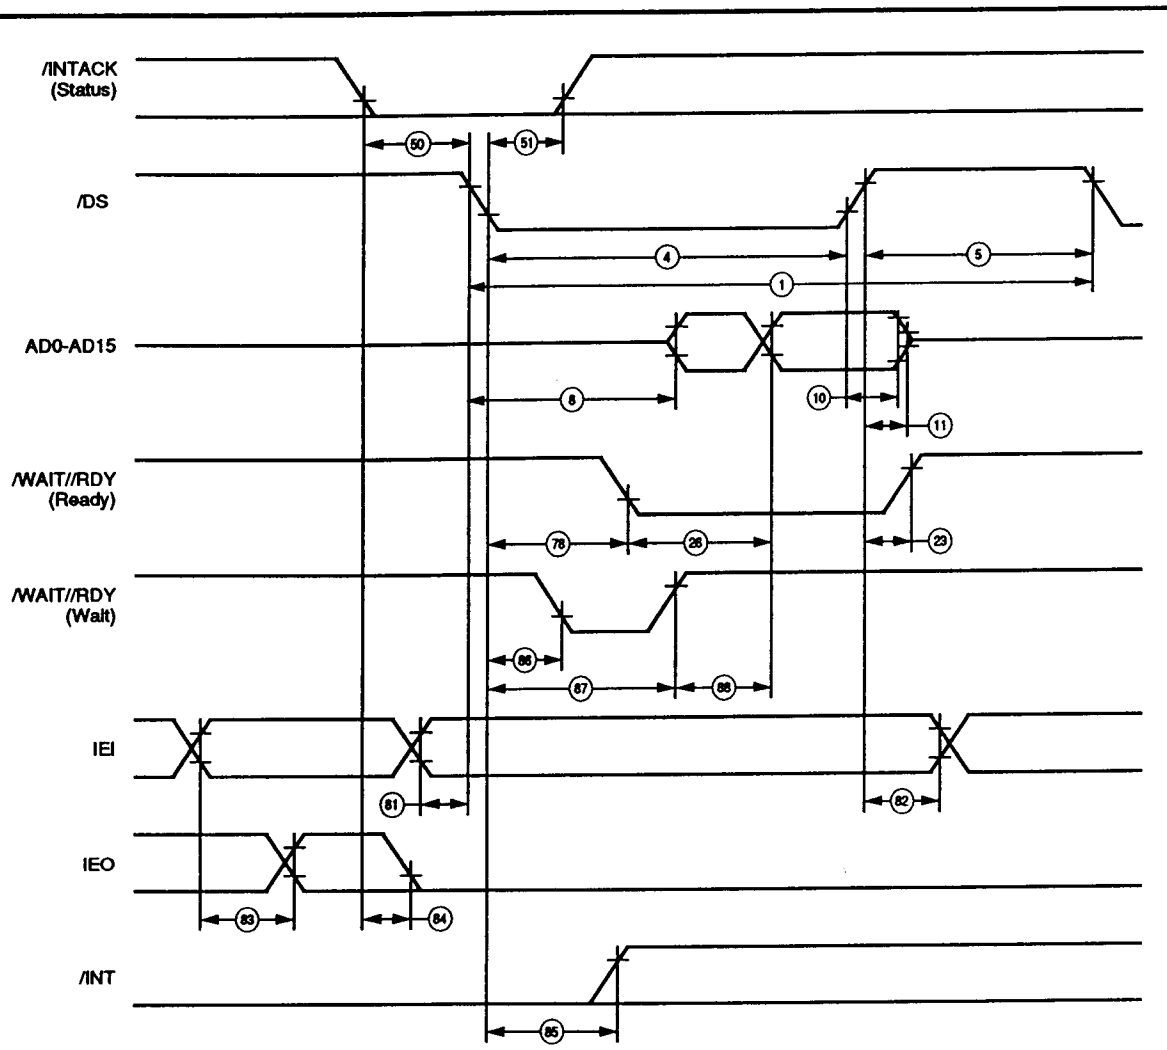 /INTACK
(Status)
50
51
/DS
4
5
1
AD0-AD15
8
10
11
/WAIT//RDY
(Ready)
78
26
23
/WAIT//RDY
(Wait)
86
87
88
IEI
81
82
IEO
83
84
/INT
85